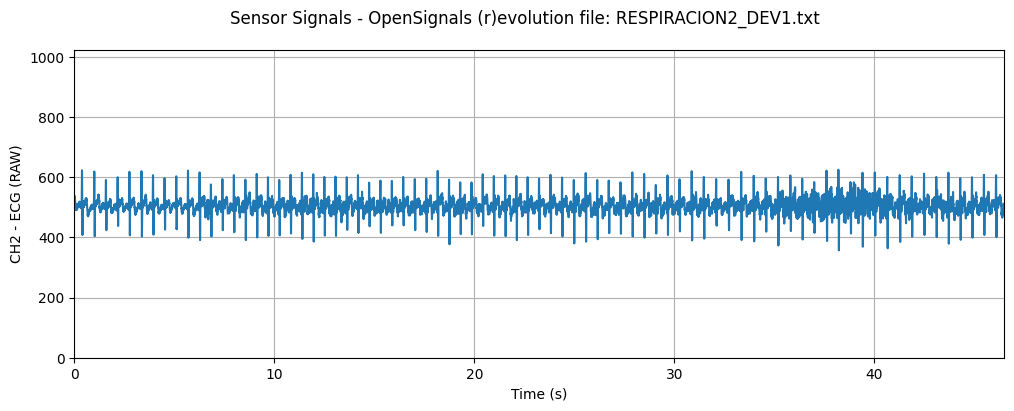 Sensor Signals - OpenSignals (r)evolution file: RESPIRACION2_DEV1.txt
1000
800
600
400
200
0
CH2 - ECG (RAW)
0 10 20 30 40
Time (s)